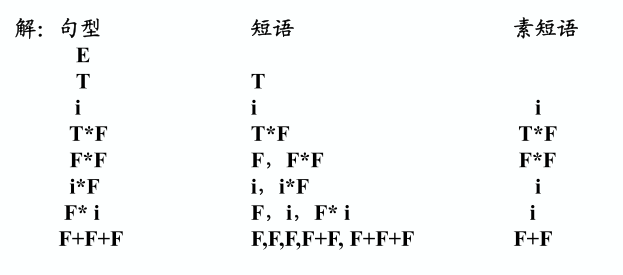 解：句型 短语 素短语
E
T T
i i i
T*F T*F T*F
F*F F，F*F F*F
i*F i，i*F i
F* i F，i，F* i i
F+F+F F,F,F,F+F, F+F+F F+F